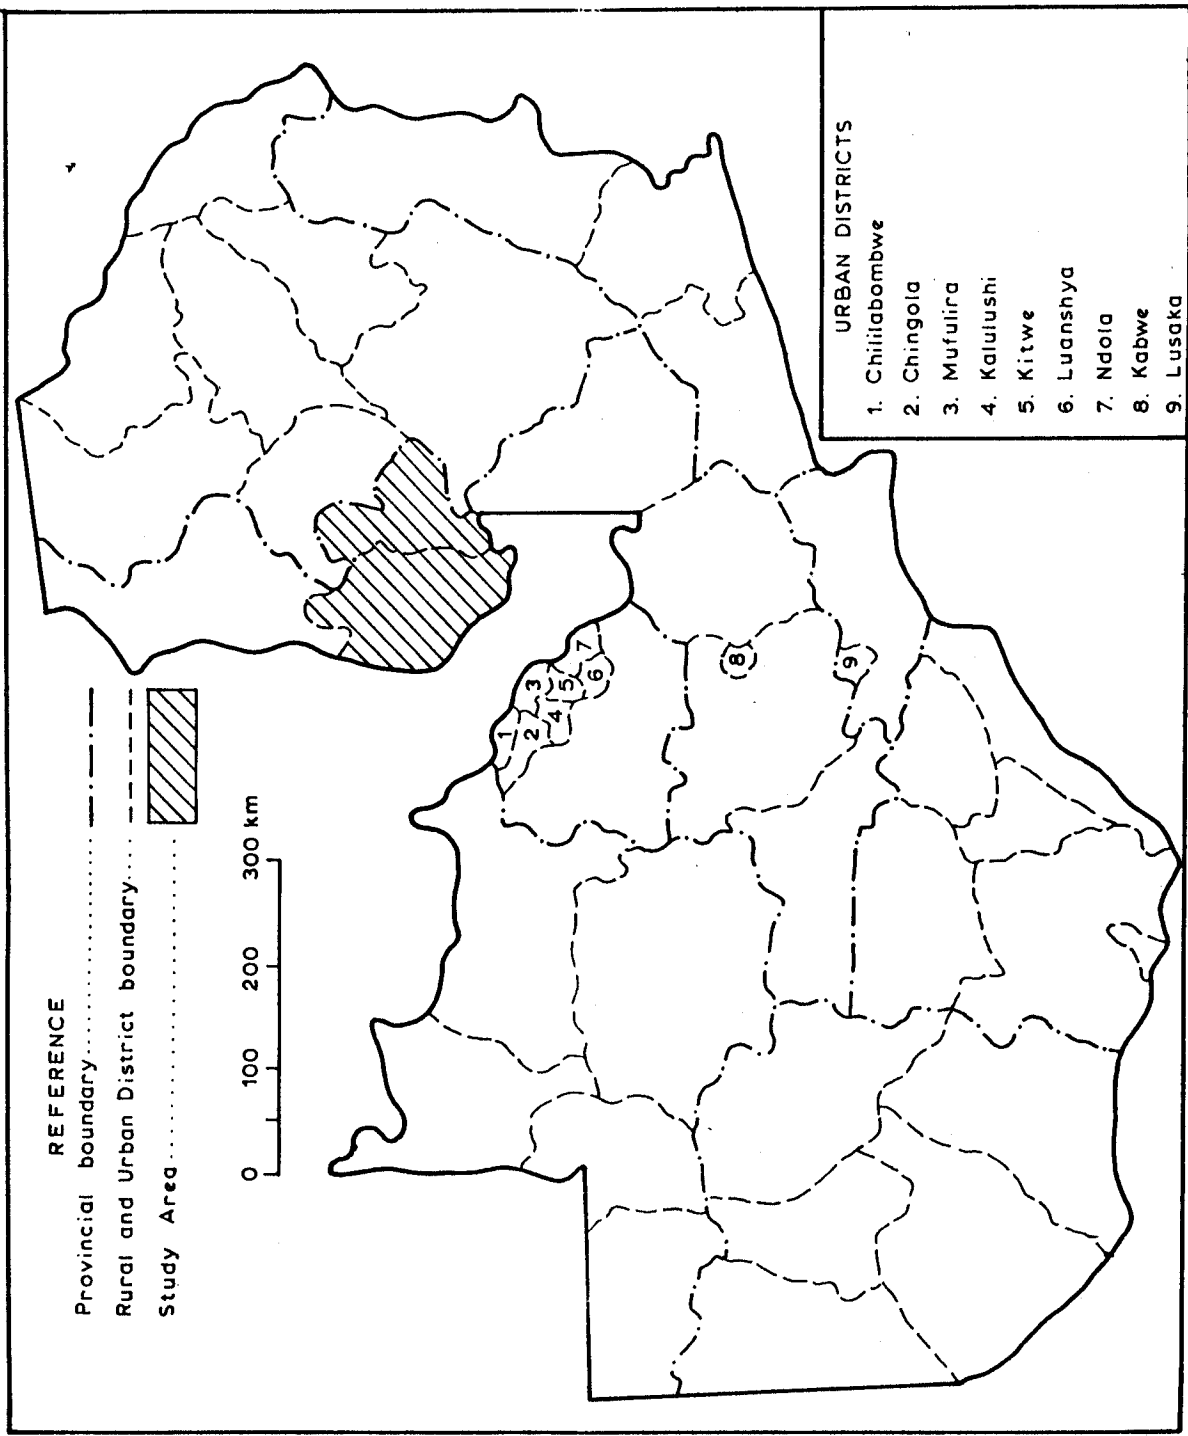 REFERENCE
Provincial boundary..............
Rural and Urban District boundary.....
Study Area....................
0 100 200 300 km
1
2
3
4
5
6
7
8
9
URBAN DISTRICTS
1. Chililabombwe
2. Chingola
3. Mufulira
4. Kalulushi
5. Kitwe
6. Luanshya
7. Ndola
8. Kabwe
9. Lusaka